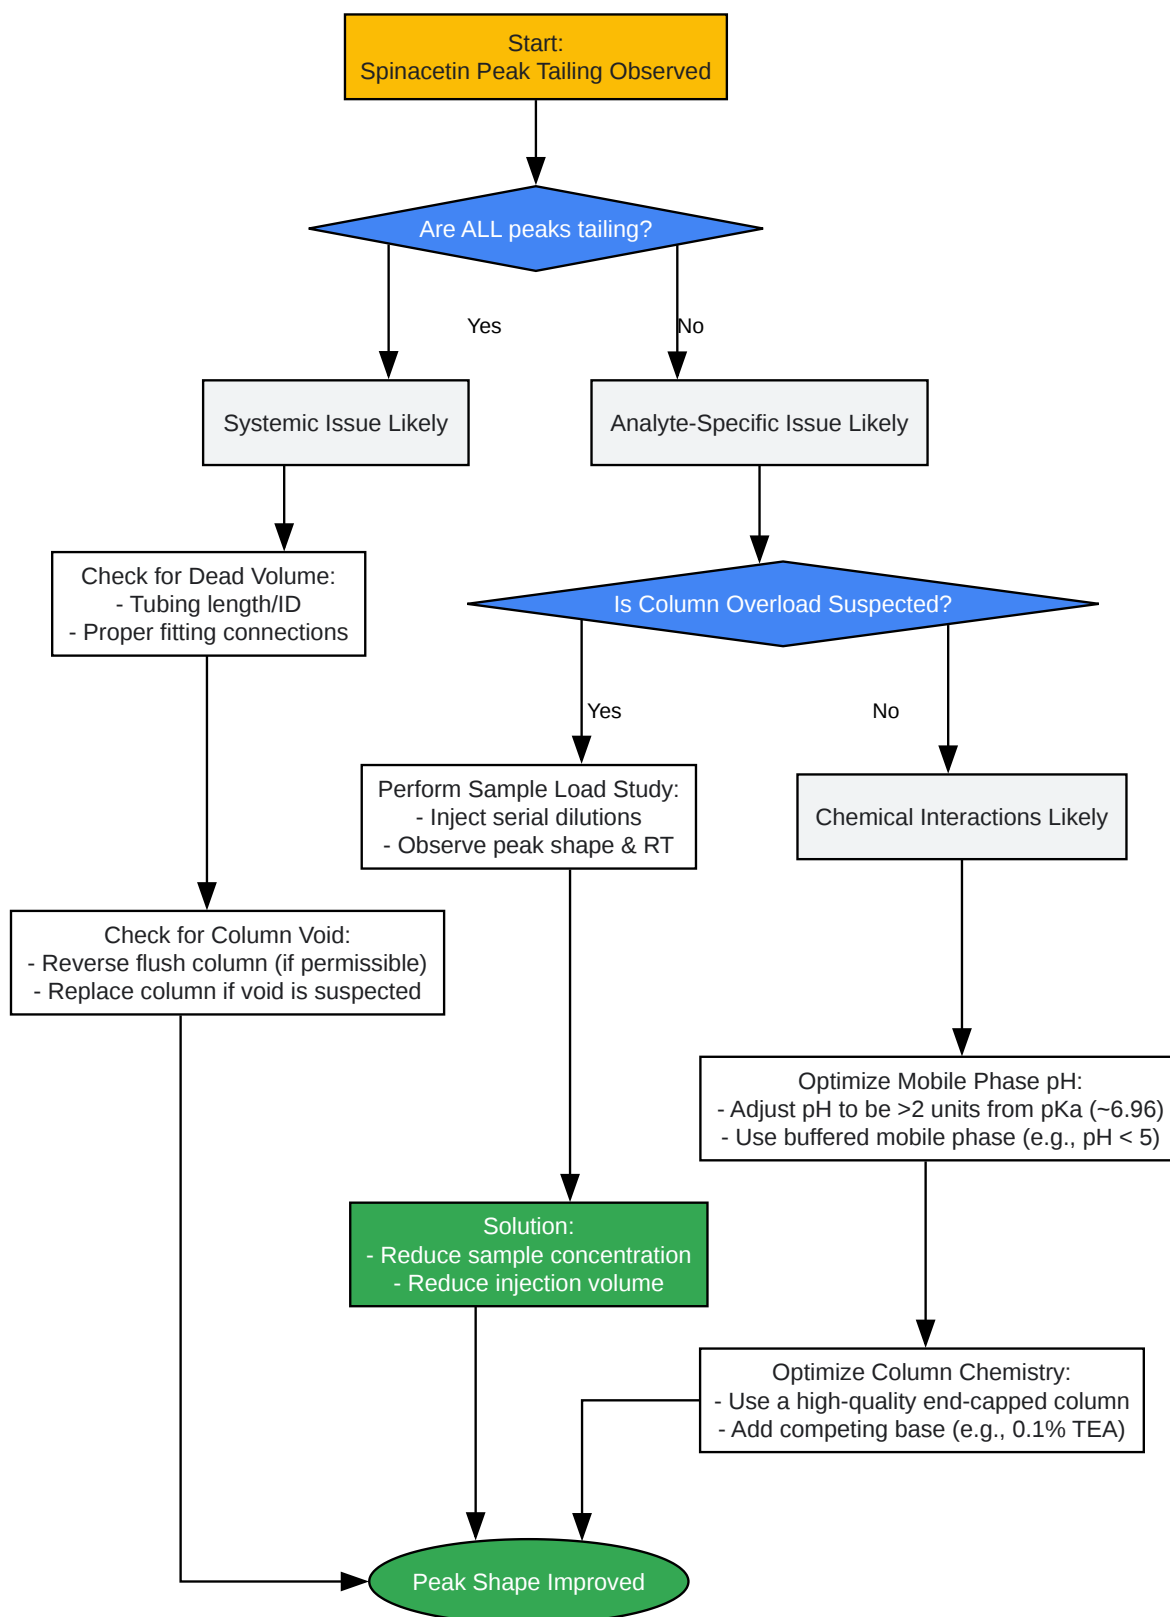 Start:
Spinacetin Peak Tailing Observed
Are ALL peaks tailing?
Yes
No
Systemic Issue Likely
Analyte-Specific Issue Likely
Check for Dead Volume:
- Tubing length/ID
- Proper fitting connections
Is Column Overload Suspected?
Yes
No
Perform Sample Load Study:
- Inject serial dilutions
- Observe peak shape & RT
Chemical Interactions Likely
Check for Column Void:
- Reverse flush column (if permissible)
- Replace column if void is suspected
Optimize Mobile Phase pH:
- Adjust pH to be >2 units from pKa (~6.96)
- Use buffered mobile phase (e.g., pH < 5)
Solution:
- Reduce sample concentration
- Reduce injection volume
Optimize Column Chemistry:
- Use a high-quality end-capped column
- Add competing base (e.g., 0.1% TEA)
Peak Shape Improved